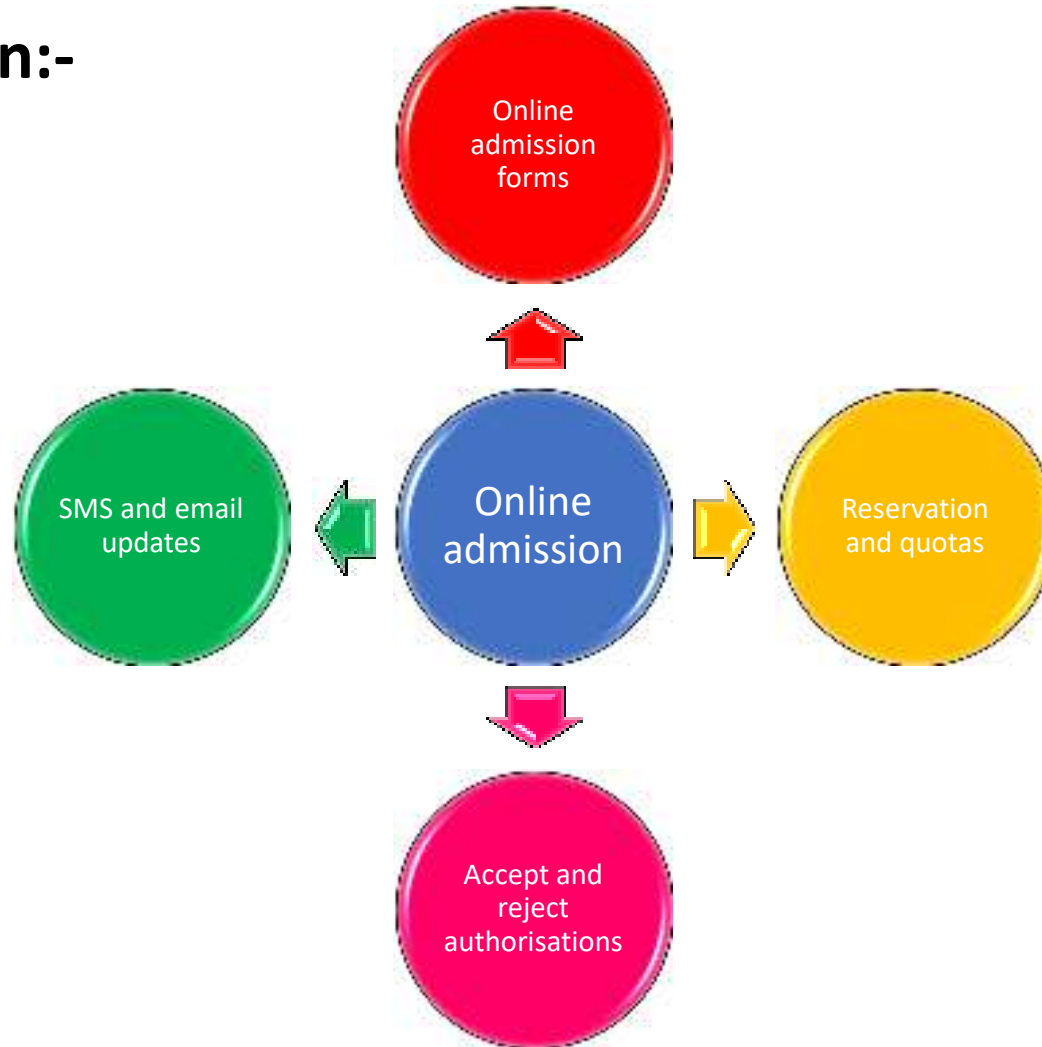 n:-
Online
admission
forms
SMS and email
updates
Online
admission
Reservation
and quotas
Accept and
reject
authorisations